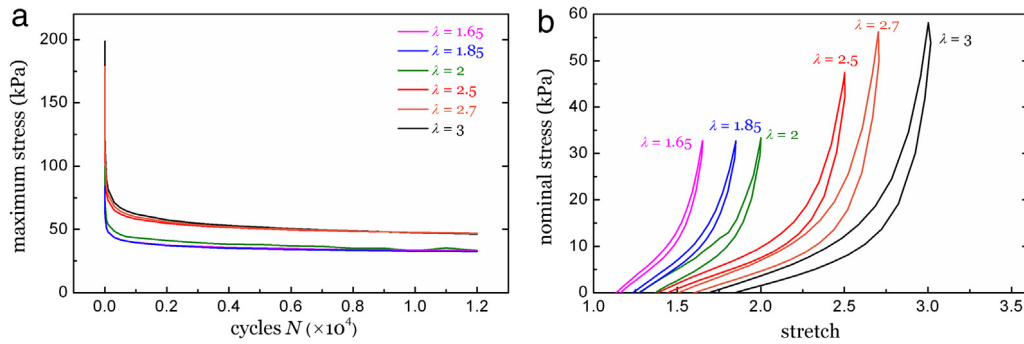 a
200
150
100
50
0
maximum stress (kPa)
0.0 0.2 0.4 0.6 0.8 1.0 1.2
cycles N (×10⁴)
λ = 1.65
λ = 1.85
λ = 2
λ = 2.5
λ = 2.7
λ = 3
b
60
50
40
30
20
10
0
nominal stress (kPa)
1.0 1.5 2.0 2.5 3.0 3.5
stretch
λ = 1.65
λ = 1.85
λ = 2
λ = 2.5
λ = 2.7
λ = 3